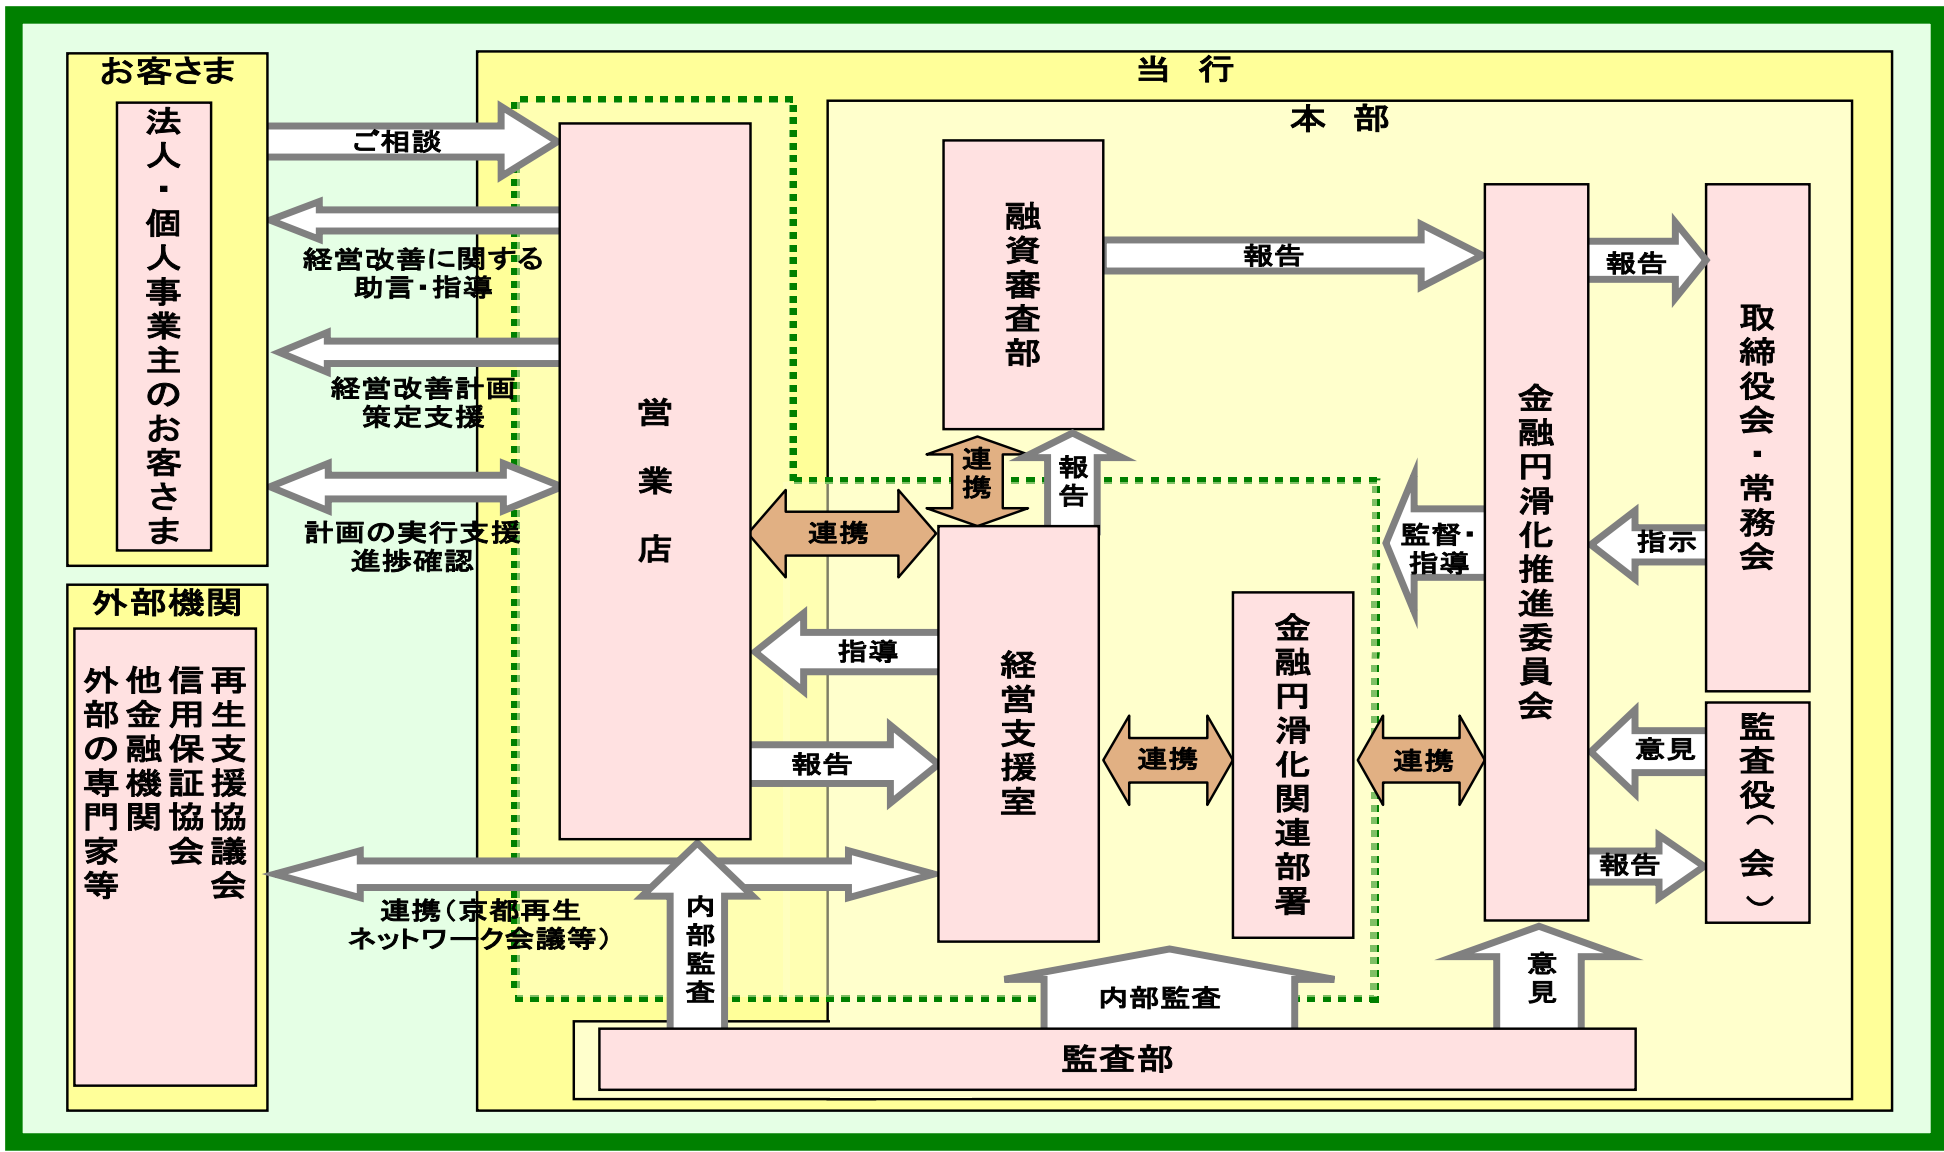 お客さま
法人・個人事業主のお客さま
外部機関
再生支援協議会
信用保証協会
他金融機関
外部の専門家等
ご相談
経営改善に関する
助言・指導
経営改善計画
策定支援
計画の実行支援
進捗確認
連携（京都再生
ネットワーク会議等）
当 行
営業店
本 部
融資審査部
報告
連携
報告
連携
指導
報告
経営支援室
連携
金融円滑化関連部署
連携
監督・
指導
金融円滑化推進委員会
報告
指示
意見
報告
取締役会・常務会
監査役（会）
内部監査
内部監査
意見
監査部